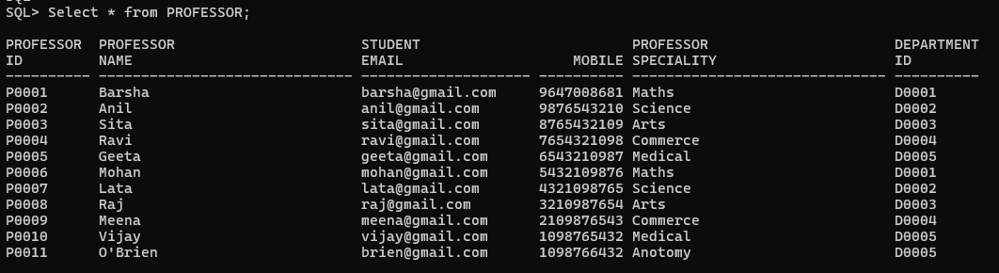 SQL> Select * from PROFESSOR;
PROFESSOR  PROFESSOR                      STUDENT                         PROFESSOR                      DEPARTMENT
ID         NAME                           EMAIL                    MOBILE SPECIALITY                     ID
---------- ------------------------------ -------------------- ---------- ------------------------------ ----------
P0001      Barsha                         barsha@gmail.com     9647008681 Maths                          D0001
P0002      Anil                           anil@gmail.com       9876543210 Science                        D0002
P0003      Sita                           sita@gmail.com       8765432109 Arts                           D0003
P0004      Ravi                           ravi@gmail.com       7654321098 Commerce                       D0004
P0005      Geeta                          geeta@gmail.com      6543210987 Medical                        D0005
P0006      Mohan                          mohan@gmail.com      5432109876 Maths                          D0001
P0007      Lata                           lata@gmail.com       4321098765 Science                        D0002
P0008      Raj                            raj@gmail.com        3210987654 Arts                           D0003
P0009      Meena                          meena@gmail.com      2109876543 Commerce                       D0004
P0010      Vijay                          vijay@gmail.com      1098765432 Medical                        D0005
P0011      O'Brien                        brien@gmail.com      1098766432 Anotomy                        D0005